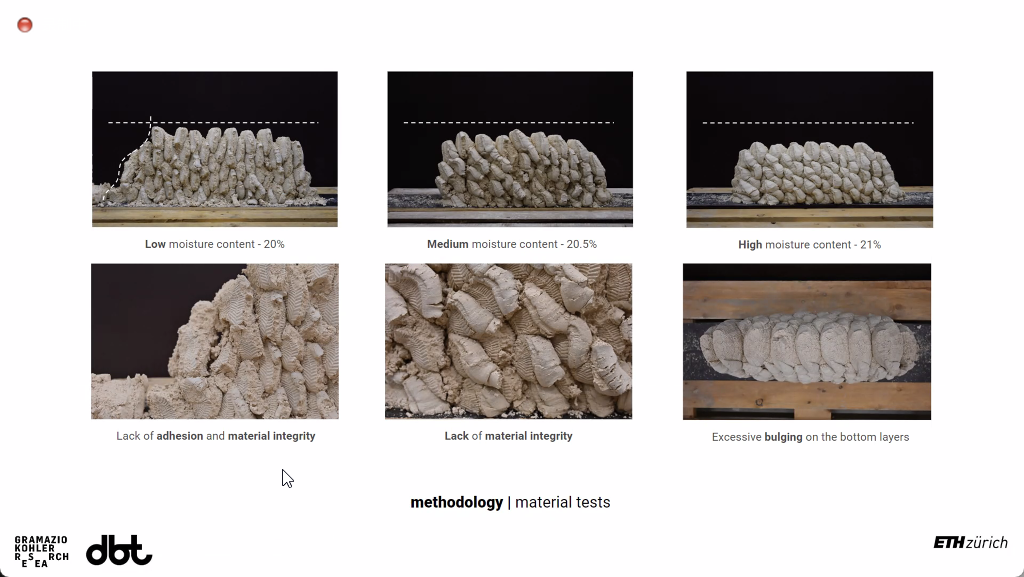 Low moisture content - 20%
Medium moisture content - 20.5%
High moisture content - 21%
Lack of adhesion and material integrity
Lack of material integrity
Excessive bulging on the bottom layers
methodology | material tests
GRAMAZIO
KOHLER
RESEARCH
dbt
ETH zürich